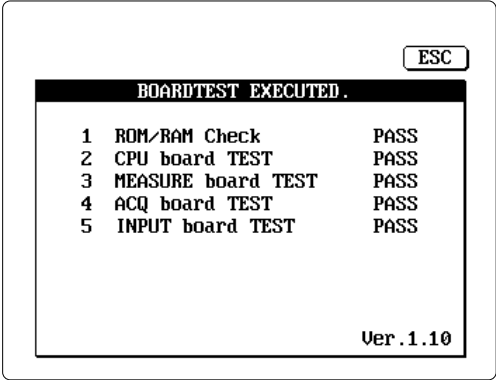 ESC
BOARDTEST EXECUTED.
1 ROM/RAM Check PASS
2 CPU board TEST PASS
3 MEASURE board TEST PASS
4 ACQ board TEST PASS
5 INPUT board TEST PASS
Ver.1.10